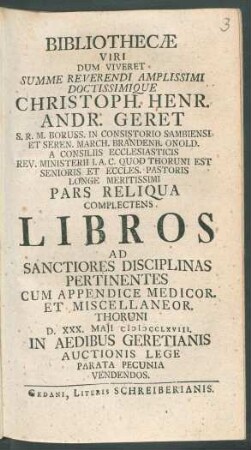 3
BIBLIOTHECÆ
VIRI
DUM VIVERET
SUMME REVERENDI AMPLISSIMI
DOCTISSIMIQUE
CHRISTOPH. HENR.
ANDR. GERET
S. R. M. BORUSS. IN CONSISTORIO SAMBIENSI.
ET SEREN. MARCH. BRANDENB. ONOLD.
A CONSILIIS ECCLESIASTICIS
REV. MINISTERII I. A. C. QUOD THORUNI EST
SENIORIS ET ECCLES. PASTORIS
LONGE MERITISSIMI
PARS RELIQUA
COMPLECTENS
LIBROS
AD
SANCTIORES DISCIPLINAS
PERTINENTES
CUM APPENDICE MEDICOR.
ET MISCELLANEOR.
THORUNI
D. XXX. MAJI CIↃIↃCCLXVIII.
IN AEDIBUS GERETIANIS
AUCTIONIS LEGE
PARATA PECUNIA
VENDENDOS.
GEDANI, LITERIS SCHREIBERIANIS.